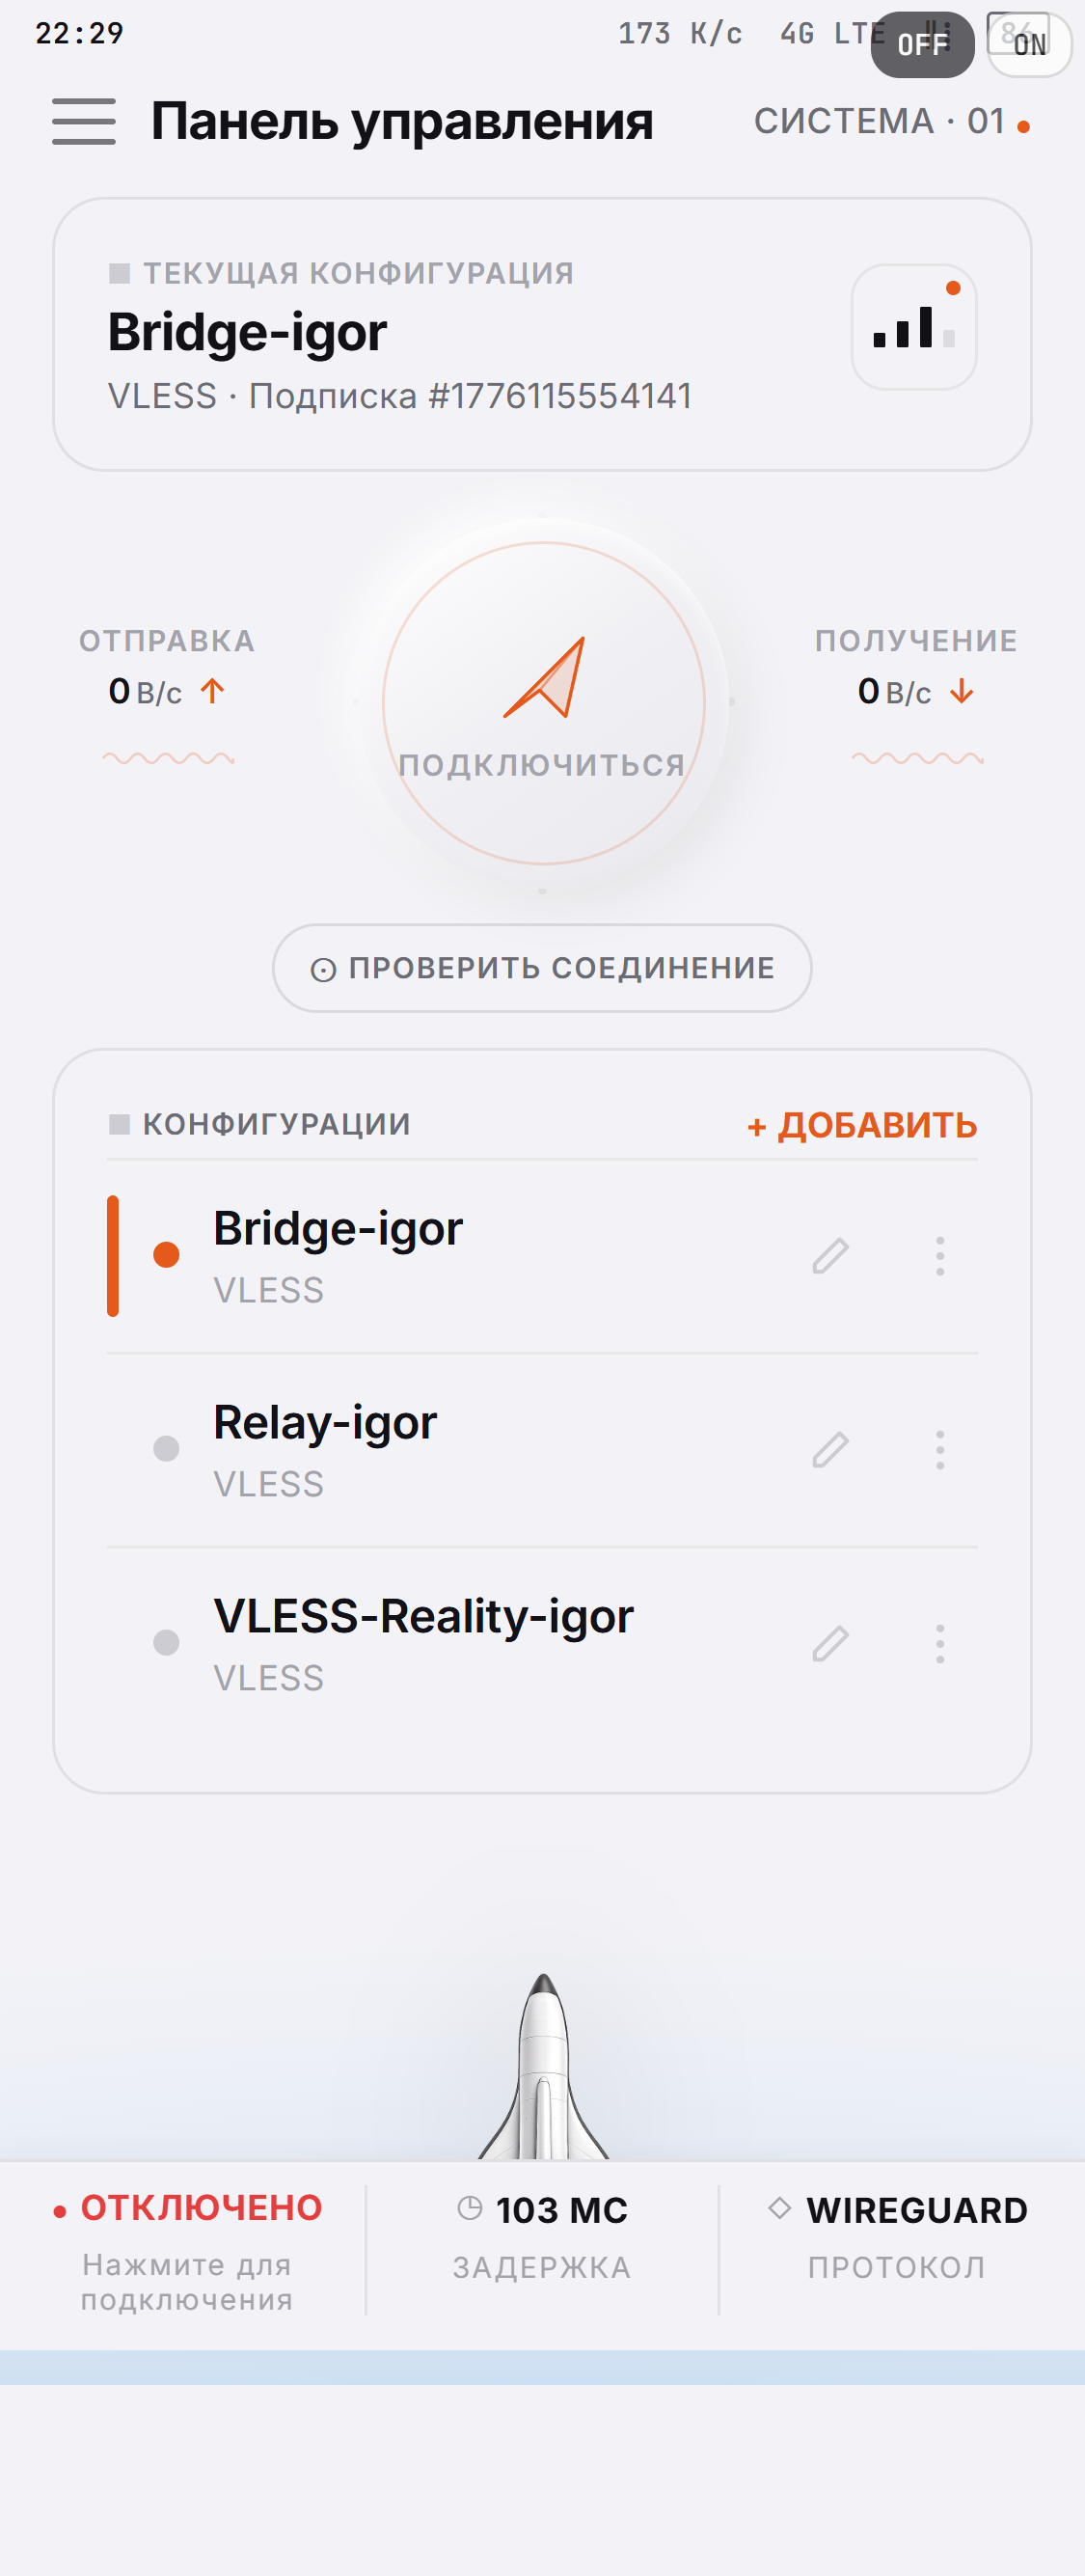 22:29
173 K/c 4G LTE 86
OFF ON
Панель управления
СИСТЕМА · 01
ТЕКУЩАЯ КОНФИГУРАЦИЯ
Bridge-igor
VLESS · Подписка #1776115554141
ОТПРАВКА
0 B/c ↑
ПОЛУЧЕНИЕ
0 B/c ↓
ПОДКЛЮЧИТЬСЯ
ПРОВЕРИТЬ СОЕДИНЕНИЕ
КОНФИГУРАЦИИ
+ ДОБАВИТЬ
Bridge-igor
VLESS
Relay-igor
VLESS
VLESS-Reality-igor
VLESS
ОТКЛЮЧЕНО
Нажмите для
подключения
103 МС
ЗАДЕРЖКА
WIREGUARD
ПРОТОКОЛ